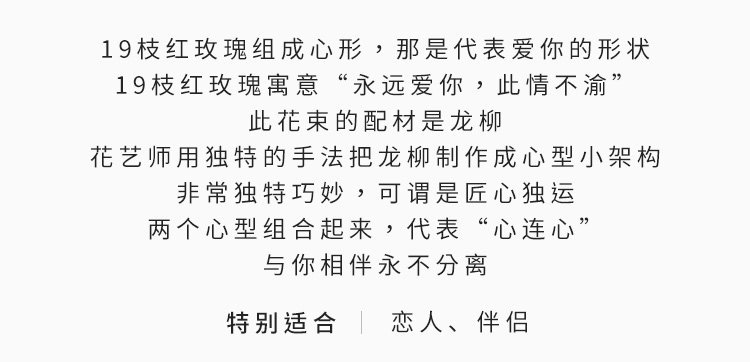 19枝红玫瑰组成心形，那是代表爱你的形状
19枝红玫瑰寓意“永远爱你，此情不渝”
此花束的配材是龙柳
花艺师用独特的手法把龙柳制作成心型小架构
非常独特巧妙，可谓是匠心独运
两个心型组合起来，代表“心连心”
与你相伴永不分离
特别适合｜恋人、伴侣